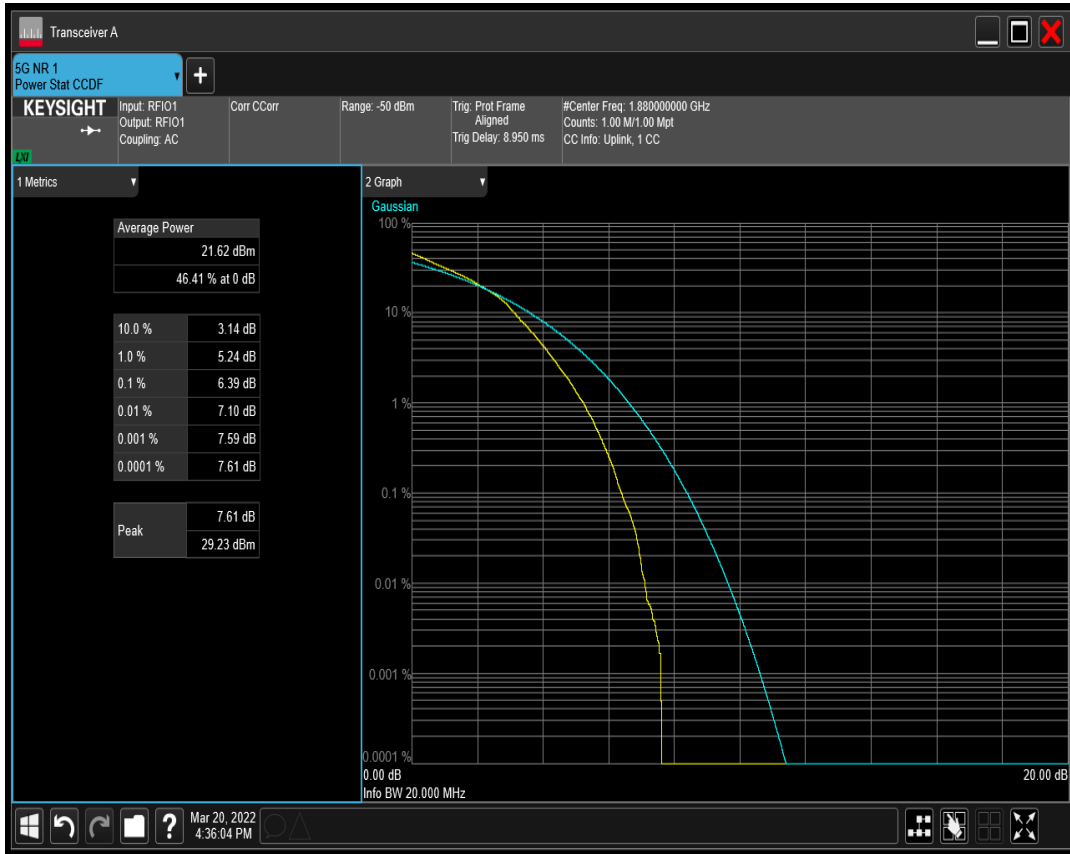 Transceiver A
5G NR 1
Power Stat CCDF
+
KEYSIGHT
LXI
Input: RFIO1
Output: RFIO1
Coupling: AC
Corr CCorr
Range: -50 dBm
Trig: Prot Frame
Aligned
Trig Delay: 8.950 ms
#Center Freq: 1.880000000 GHz
Counts: 1.00 M/1.00 Mpt
CC Info: Uplink, 1 CC
1 Metrics
Average Power
21.62 dBm
46.41 % at 0 dB
10.0 % 3.14 dB
1.0 % 5.24 dB
0.1 % 6.39 dB
0.01 % 7.10 dB
0.001 % 7.59 dB
0.0001 % 7.61 dB
Peak
7.61 dB
29.23 dBm
2 Graph
Gaussian
100 %
10 %
1 %
0.1 %
0.01 %
0.001 %
0.0001 %
0.00 dB 20.00 dB
Info BW 20.000 MHz
?
Mar 20, 2022
4:36:04 PM